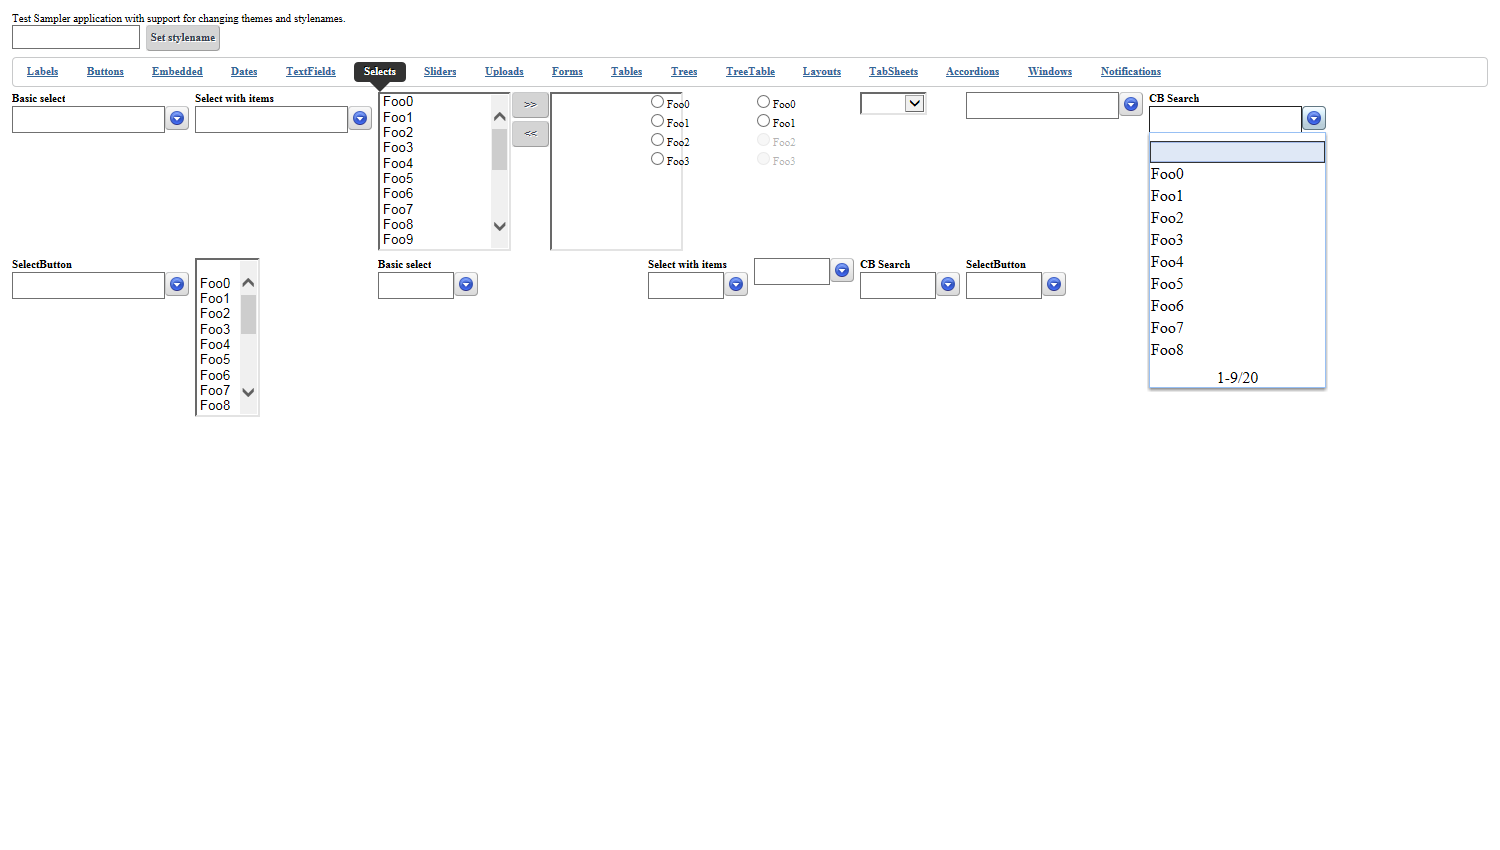 Test Sampler application with support for changing themes and stylenames.
Set stylename
Labels Buttons Embedded Dates TextFields Selects Sliders Uploads Forms Tables Trees TreeTable Layouts TabSheets Accordions Windows Notifications
Basic select
Select with items
Foo0
Foo1
Foo2
Foo3
Foo4
Foo5
Foo6
Foo7
Foo8
Foo9
>>
<<
Foo0
Foo1
Foo2
Foo3
Foo0
Foo1
Foo2
Foo3
CB Search
Foo0
Foo1
Foo2
Foo3
Foo4
Foo5
Foo6
Foo7
Foo8
1-9/20
SelectButton
Foo0
Foo1
Foo2
Foo3
Foo4
Foo5
Foo6
Foo7
Foo8
Basic select
Select with items
CB Search
SelectButton